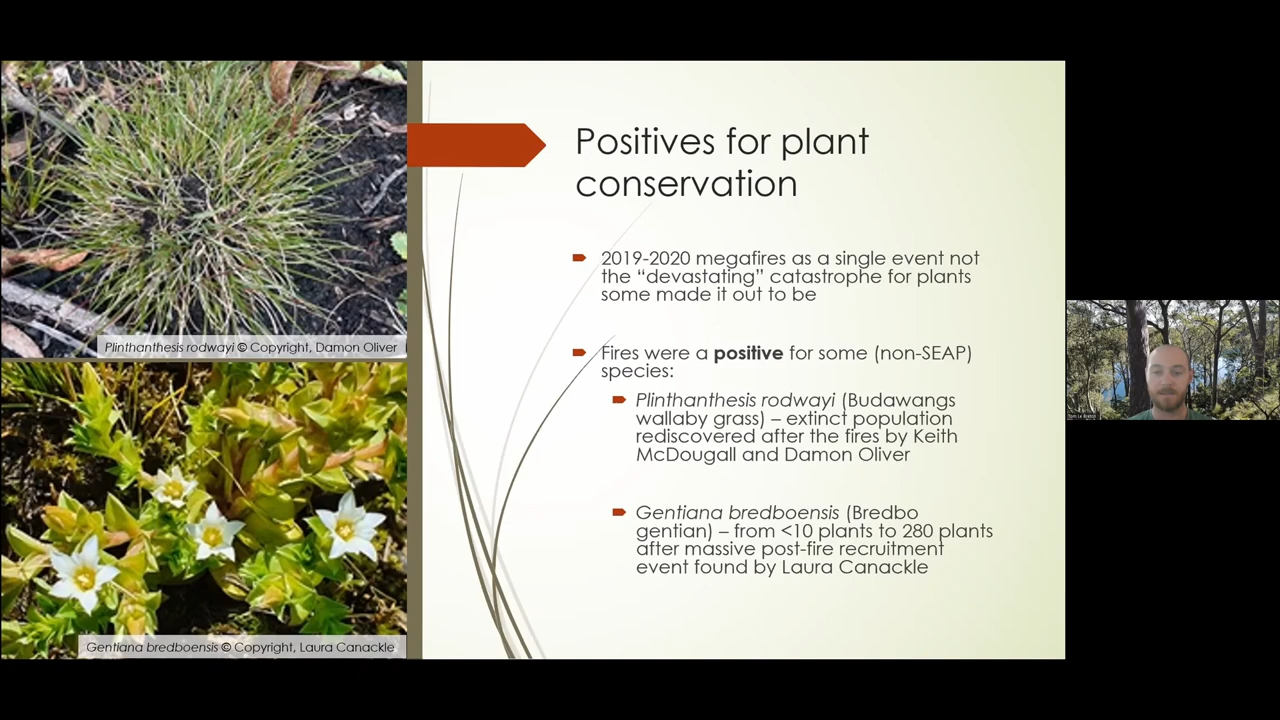 Positives for plant
conservation
2019-2020 megafires as a single event not
the “devastating” catastrophe for plants
some made it out to be
Fires were a positive for some (non-SEAP)
species:
Plinthanthesis rodwayi (Budawangs
wallaby grass) – extinct population
rediscovered after the fires by Keith
McDougall and Damon Oliver
Gentiana bredboensis (Bredbo
gentian) – from <10 plants to 280 plants
after massive post-fire recruitment
event found by Laura Canackle
Plinthanthesis rodwayi © Copyright, Damon Oliver
Gentiana bredboensis © Copyright, Laura Canackle
Tom Le Breton